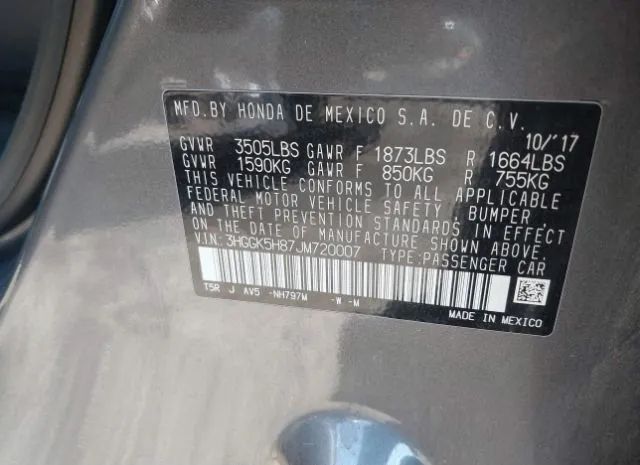 MFD.BY HONDA DE MEXICO S.A. DE C.V.
10/'17
GVWR 3505LBS GAWR F 1873LBS R 1664LBS
GVWR 1590KG GAWR F 850KG R 755KG
THIS VEHICLE CONFORMS TO ALL APPLICABLE
FEDERAL MOTOR VEHICLE SAFETY, BUMPER,
AND THEFT PREVENTION STANDARDS IN EFFECT
ON THE DATE OF MANUFACTURE SHOWN ABOVE.
V.I.N: 3HGGK5H87JM720007 TYPE:PASSENGER CAR
T5R J AV5 -NH797M -W -M
MADE IN MEXICO